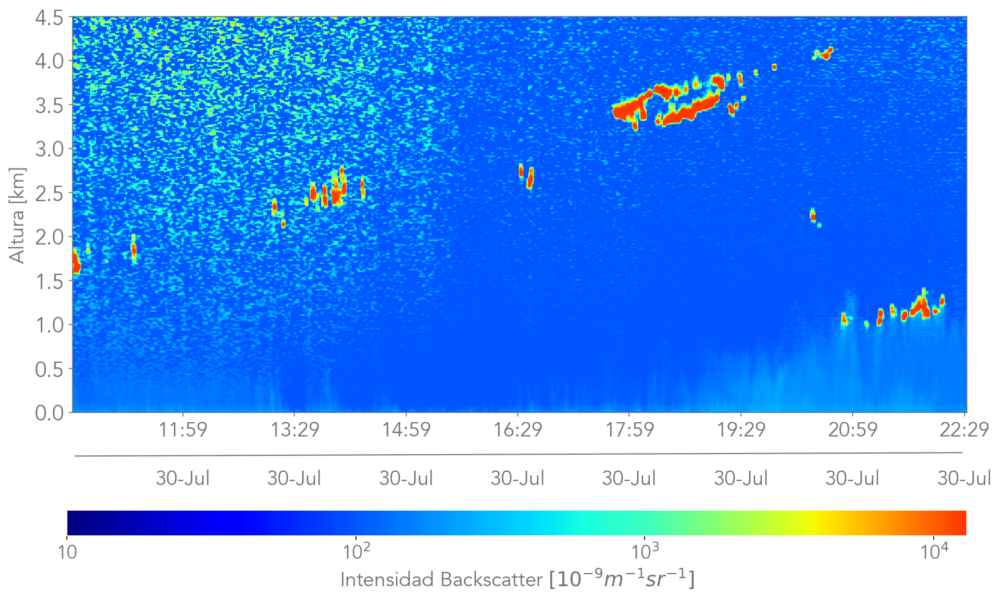 4.5
4.0
3.5
3.0
2.5
2.0
1.5
1.0
0.5
0.0
Altura [km]
11:59 13:29 14:59 16:29 17:59 19:29 20:59 22:29
30-Jul 30-Jul 30-Jul 30-Jul 30-Jul 30-Jul 30-Jul 30-Jul
10 10² 10³ 10⁴
Intensidad Backscatter [10⁻⁹m⁻¹sr⁻¹]